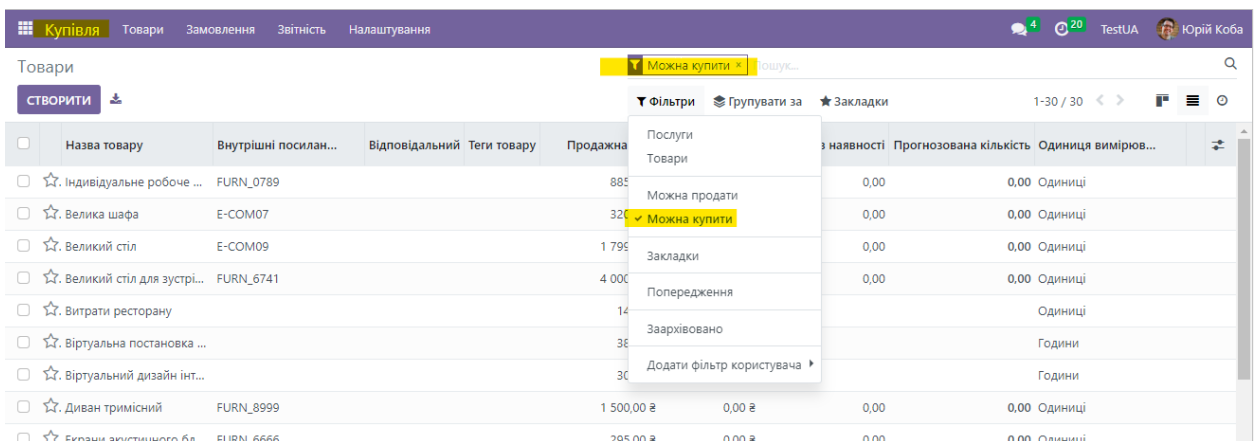 Купівля Товари Замовлення Звітність Налаштування 4 20 TestUA Юрій Коба
Товари Можна купити × Пошук...
СТВОРИТИ Фільтри Групувати за Закладки 1-30 / 30
Назва товару Внутрішні посилан... Відповідальний Теги товару Продажна в наявності Прогнозована кількість Одиниця вимірюв...
Послуги
Товари
Можна продати
Можна купити
Закладки
Попередження
Заархівовано
Додати фільтр користувача
Індивідуальне робоче ... FURN_0789 885 0,00 0,00 Одиниці
Велика шафа E-COM07 320 0,00 0,00 Одиниці
Великий стіл E-COM09 1 799 0,00 0,00 Одиниці
Великий стіл для зустрі... FURN_6741 4 000 0,00 0,00 Одиниці
Витрати ресторану 14 Одиниці
Віртуальна постановка ... 38 Години
Віртуальний дизайн інт... 30 Години
Диван тримісний FURN_8999 1 500,00 ₴ 0,00 ₴ 0,00 0,00 Одиниці
Екрани акустичного бл... FURN_6666 295,00 ₴ 0,00 ₴ 0,00 0,00 Одиниці